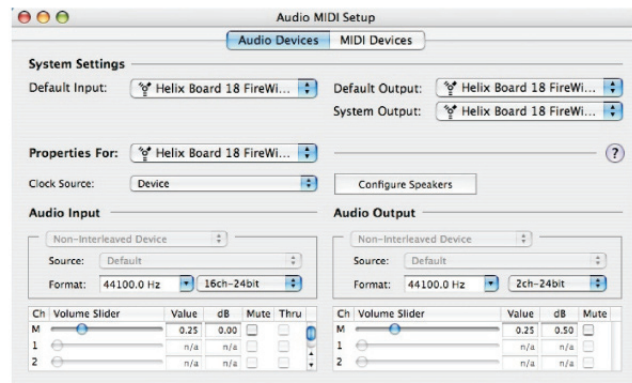 Audio MIDI Setup
Audio Devices MIDI Devices
System Settings
Default Input: Helix Board 18 FireWi... Default Output: Helix Board 18 FireWi...
System Output: Helix Board 18 FireWi...
Properties For: Helix Board 18 FireWi... ?
Clock Source: Device Configure Speakers
Audio Input Audio Output
Non-Interleaved Device Non-Interleaved Device
Source: Default Source: Default
Format: 44100.0 Hz 16ch-24bit Format: 44100.0 Hz 2ch-24bit
Ch Volume Slider Value dB Mute Thru Ch Volume Slider Value dB Mute
M 0.25 0.00 M 0.25 0.50
1 n/a n/a 1 n/a n/a
2 n/a n/a 2 n/a n/a